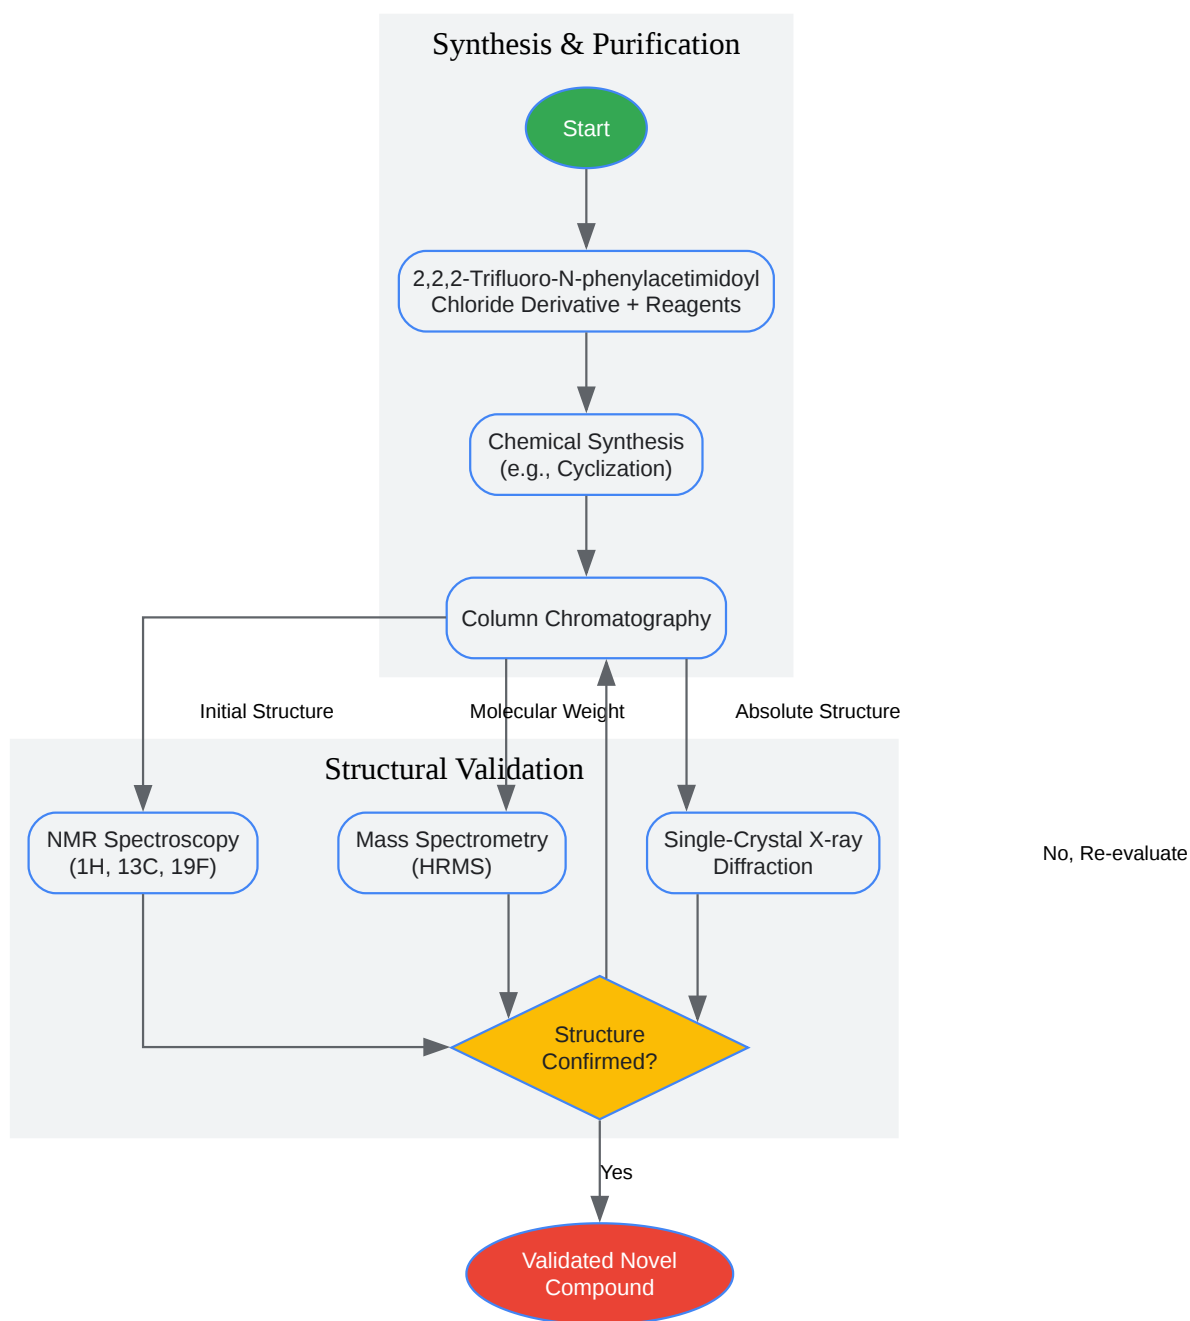 Synthesis & Purification
Start
2,2,2-Trifluoro-N-phenylacetimidoyl
Chloride Derivative + Reagents
Chemical Synthesis
(e.g., Cyclization)
Column Chromatography
Initial Structure
Molecular Weight
Absolute Structure
Structural Validation
NMR Spectroscopy
(1H, 13C, 19F)
Mass Spectrometry
(HRMS)
Single-Crystal X-ray
Diffraction
No, Re-evaluate
Structure
Confirmed?
Yes
Validated Novel
Compound